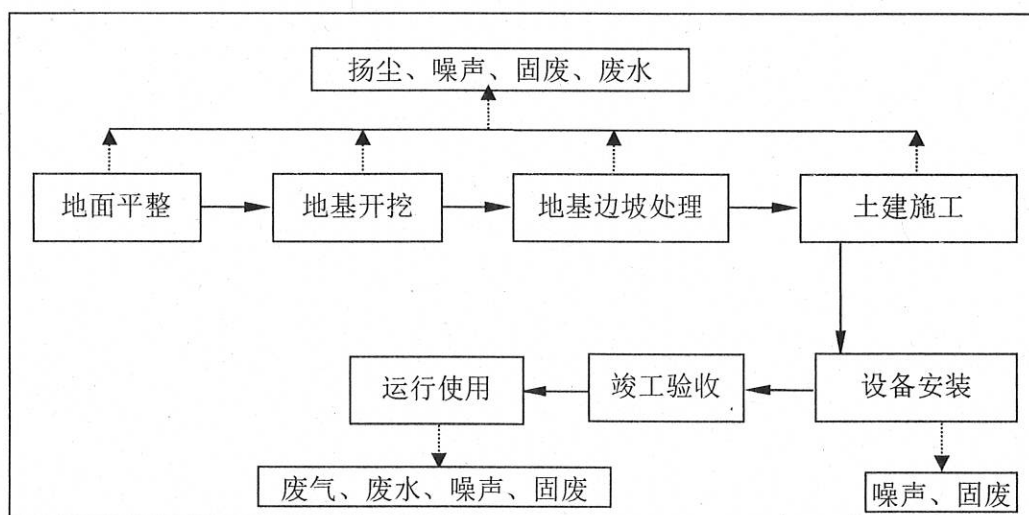 扬尘、噪声、固废、废水
地面平整
地基开挖
地基边坡处理
土建施工
运行使用
竣工验收
设备安装
废气、废水、噪声、固废
噪声、固废